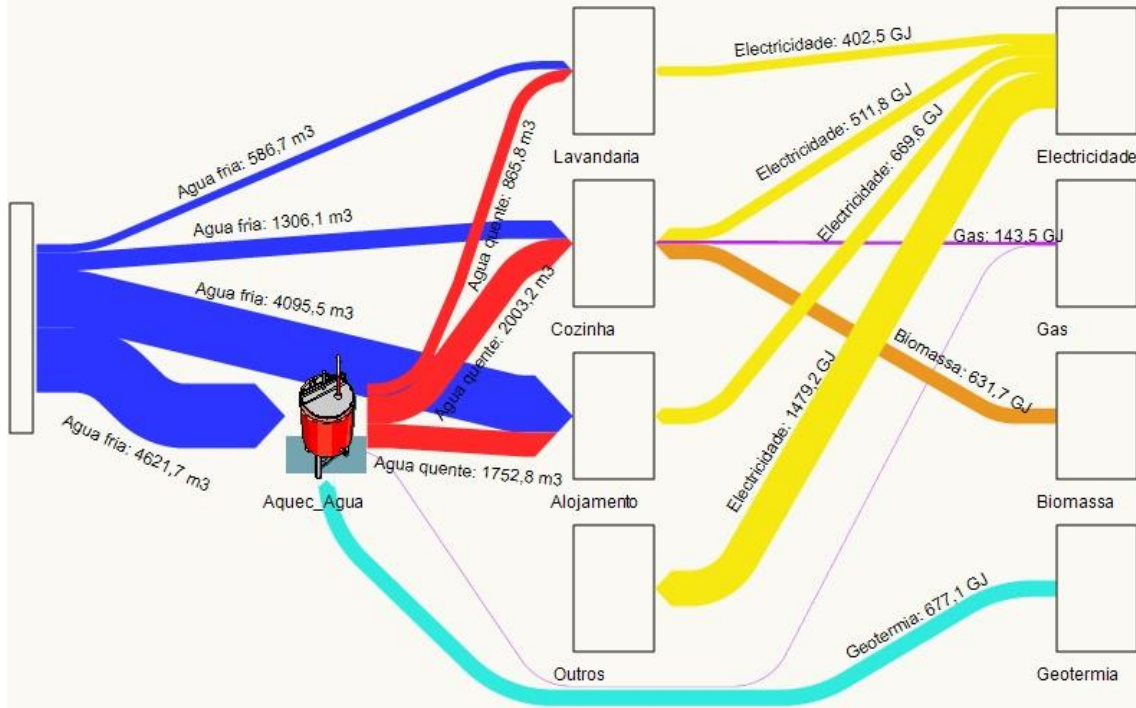 Electricidade: 402,5 GJ
Lavandaria
Electricidade
Agua fria: 586,7 m3
Agua quente: 865,8 m3
Electricidade: 511,8 GJ
Electricidade: 669,6 GJ
Agua fria: 1306,1 m3
Gas: 143,5 GJ
Agua fria: 4095,5 m3
Agua quente: 2003,2 m3
Cozinha
Gas
Biomassa: 631,7 GJ
Agua fria: 4621,7 m3
Agua quente: 1752,8 m3
Electricidade: 1479,2 GJ
Aquec_Agua
Alojamento
Biomassa
Geotermia: 677,1 GJ
Outros
Geotermia